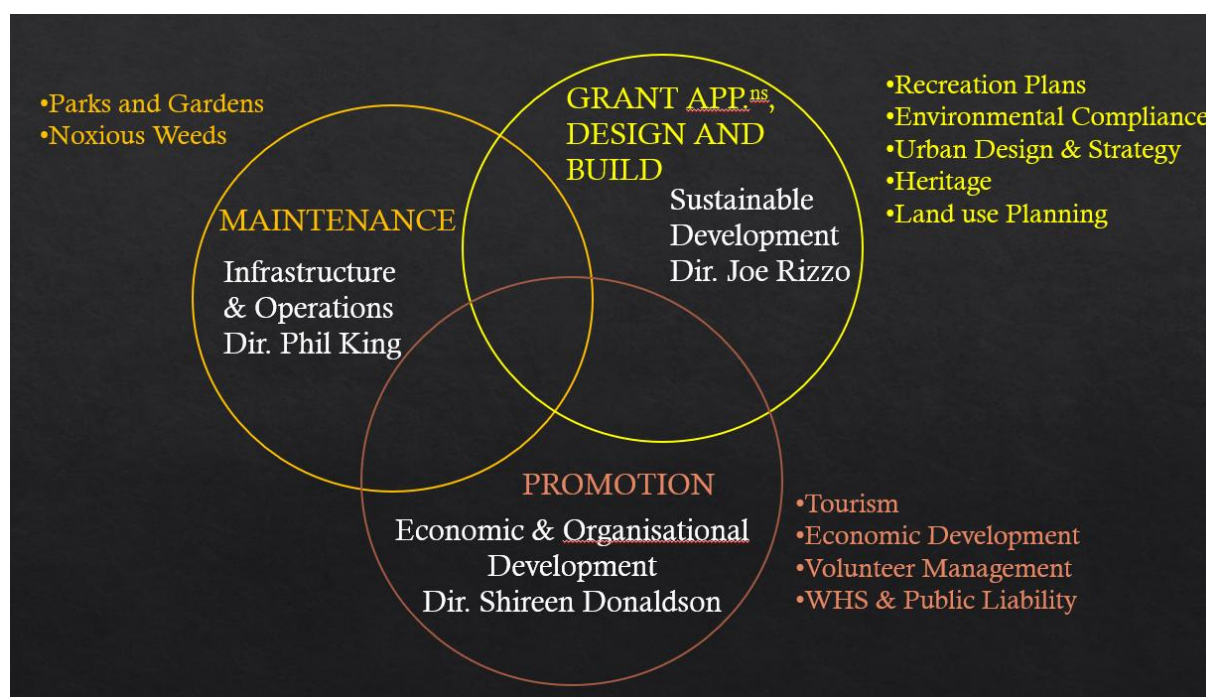 •Parks and Gardens
•Noxious Weeds
MAINTENANCE
Infrastructure
& Operations
Dir. Phil King
GRANT APP.ⁿˢ,
DESIGN AND
BUILD
Sustainable
Development
Dir. Joe Rizzo
•Recreation Plans
•Environmental Compliance
•Urban Design & Strategy
•Heritage
•Land use Planning
PROMOTION
Economic & Organisational
Development
Dir. Shireen Donaldson
•Tourism
•Economic Development
•Volunteer Management
•WHS & Public Liability